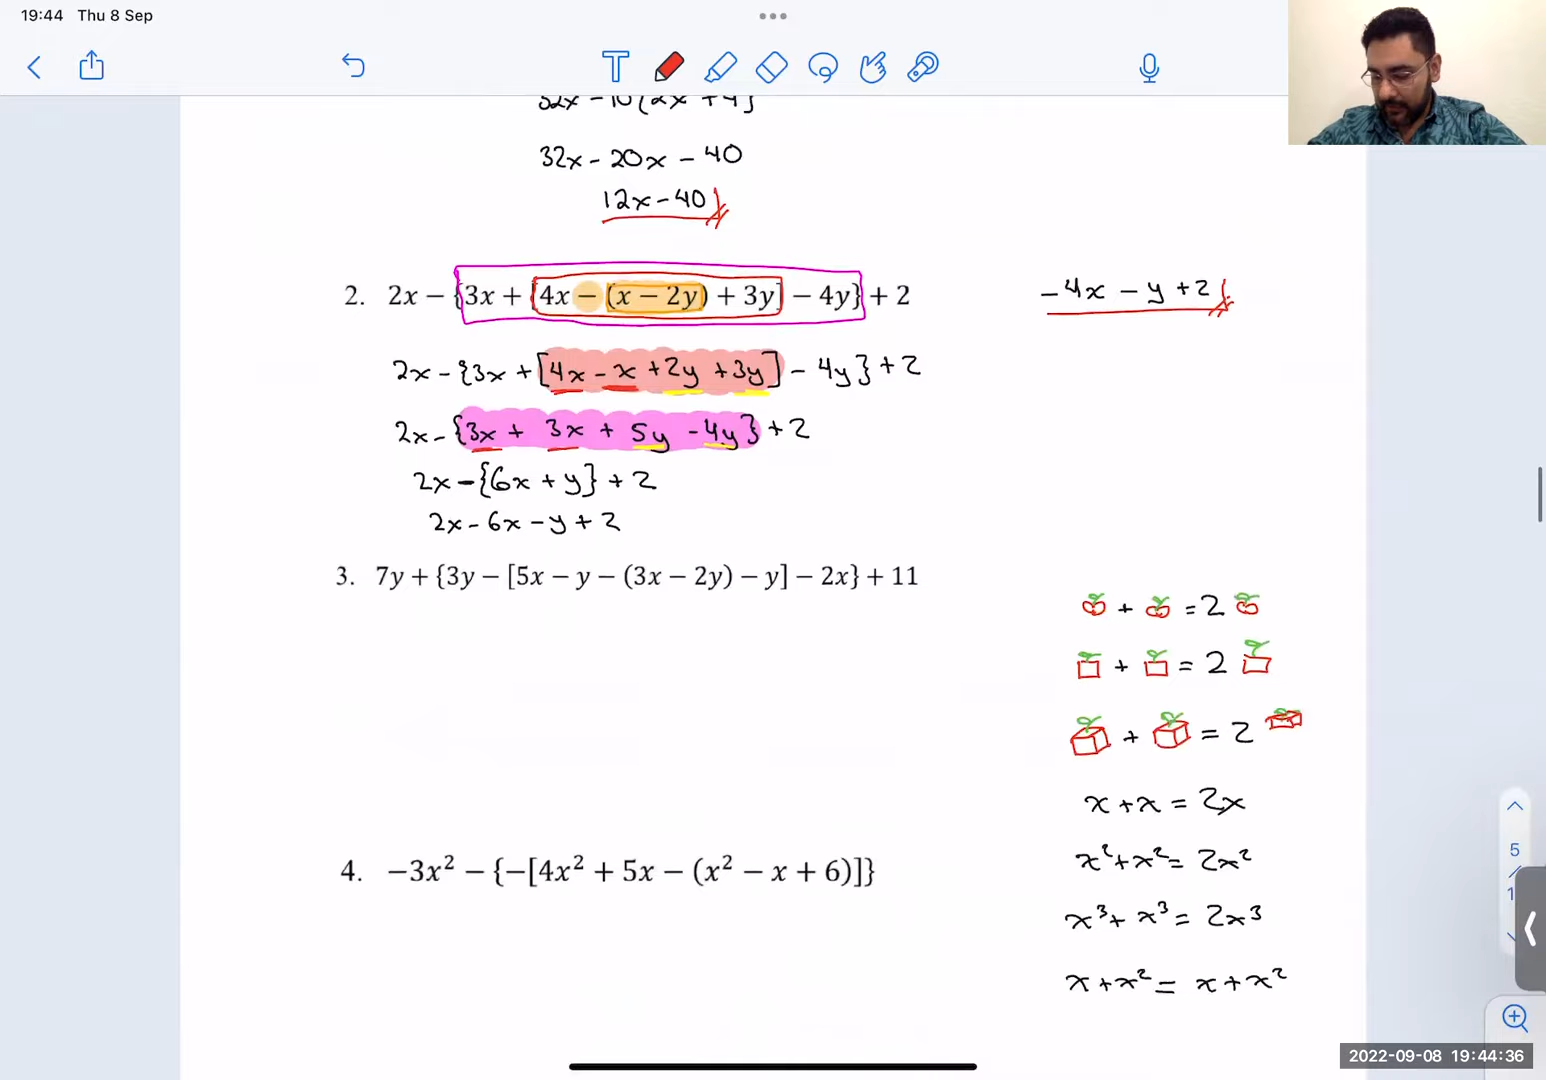 19:44 Thu 8 Sep
32x - 20x - 40
12x - 40
2. 2x − {3x + [4x − (x − 2y) + 3y] − 4y} + 2
-4x - y + 2
2x - {3x + [4x - x + 2y + 3y] - 4y} + 2
2x - {3x + 3x + 5y - 4y} + 2
2x - {6x + y} + 2
2x - 6x - y + 2
3. 7y + {3y − [5x − y − (3x − 2y) − y] − 2x} + 11
+ = 2
+ = 2
+ = 2
x + x = 2x
x² + x² = 2x²
4. −3x² − {−[4x² + 5x − (x² − x + 6)]}
x³ + x³ = 2x³
x + x² = x + x²
5
/
1
2022-09-08 19:44:36